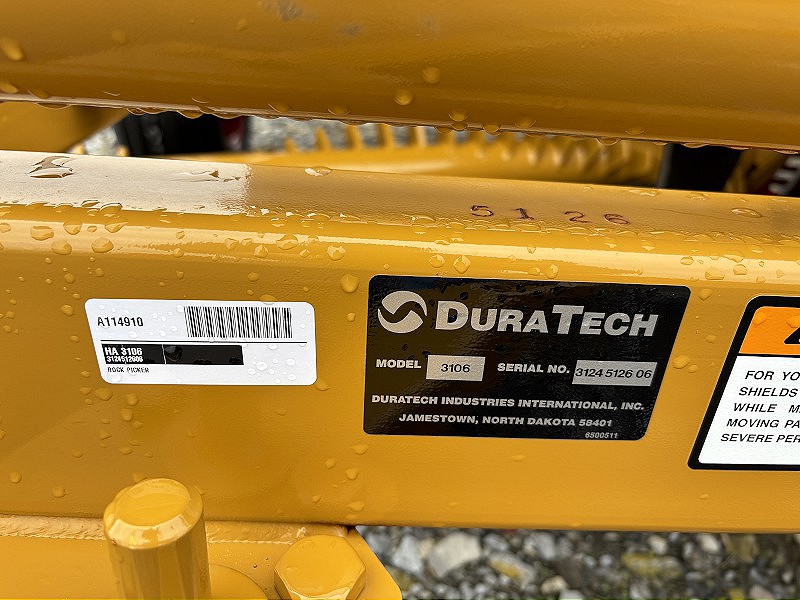 5126
A114910
HA 3106
3124512606
ROCK PICKER
DURATECH
MODEL 3106 SERIAL NO. 3124 5126 06
DURATECH INDUSTRIES INTERNATIONAL, INC.
JAMESTOWN, NORTH DAKOTA 58401
6500511
FOR YO
SHIELDS
WHILE M
MOVING PA
SEVERE PER